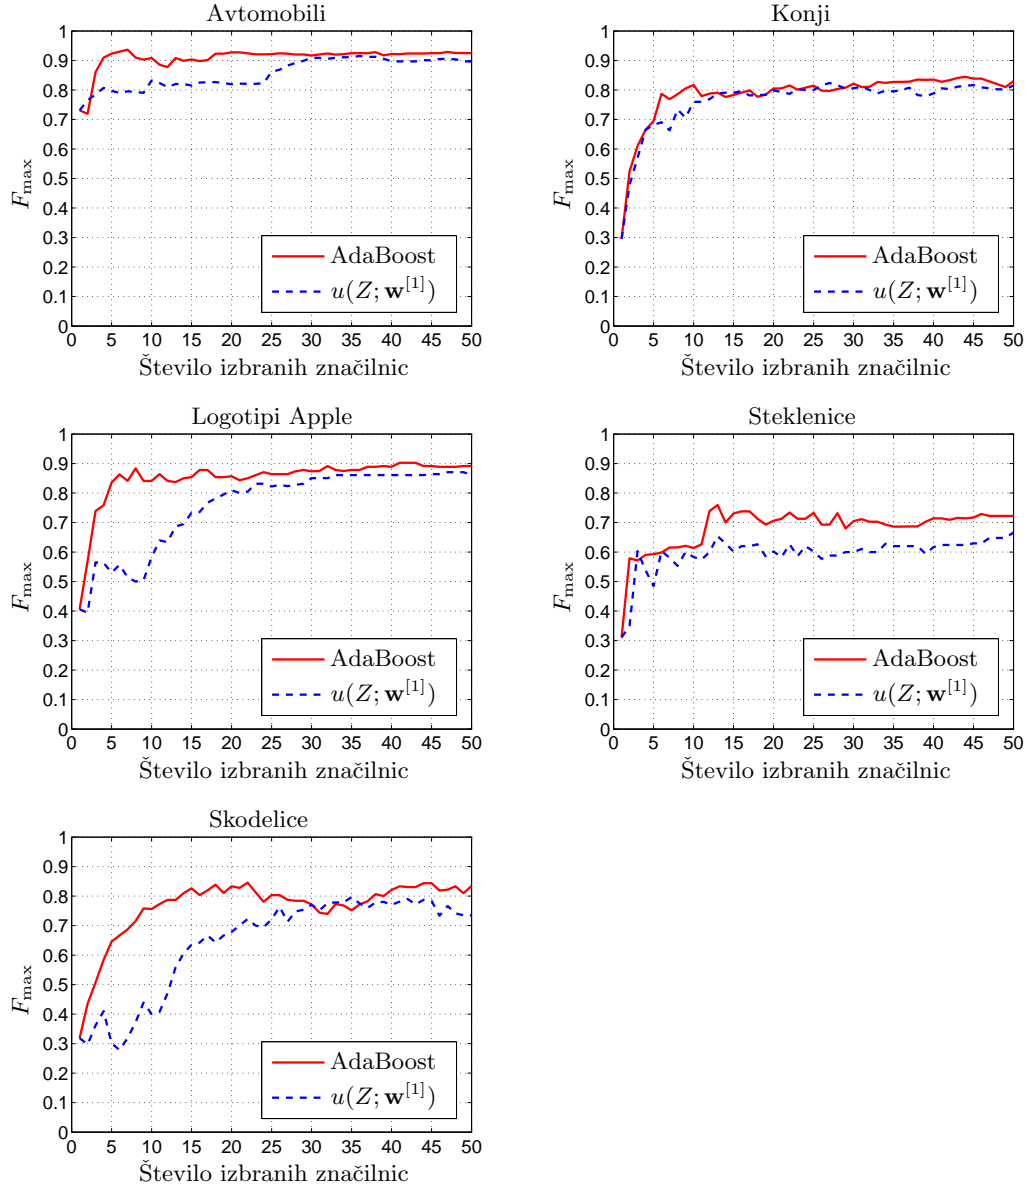 Avtomobili
1
0.9
0.8
0.7
0.6
0.5
0.4
0.3
0.2
0.1
0
F_max
AdaBoost
u(Z; w^[1])
0 5 10 15 20 25 30 35 40 45 50
Število izbranih značilnic
Konji
1
0.9
0.8
0.7
0.6
0.5
0.4
0.3
0.2
0.1
0
F_max
AdaBoost
u(Z; w^[1])
0 5 10 15 20 25 30 35 40 45 50
Število izbranih značilnic
Logotipi Apple
1
0.9
0.8
0.7
0.6
0.5
0.4
0.3
0.2
0.1
0
F_max
AdaBoost
u(Z; w^[1])
0 5 10 15 20 25 30 35 40 45 50
Število izbranih značilnic
Steklenice
1
0.9
0.8
0.7
0.6
0.5
0.4
0.3
0.2
0.1
0
F_max
AdaBoost
u(Z; w^[1])
0 5 10 15 20 25 30 35 40 45 50
Število izbranih značilnic
Skodelice
1
0.9
0.8
0.7
0.6
0.5
0.4
0.3
0.2
0.1
0
F_max
AdaBoost
u(Z; w^[1])
0 5 10 15 20 25 30 35 40 45 50
Število izbranih značilnic